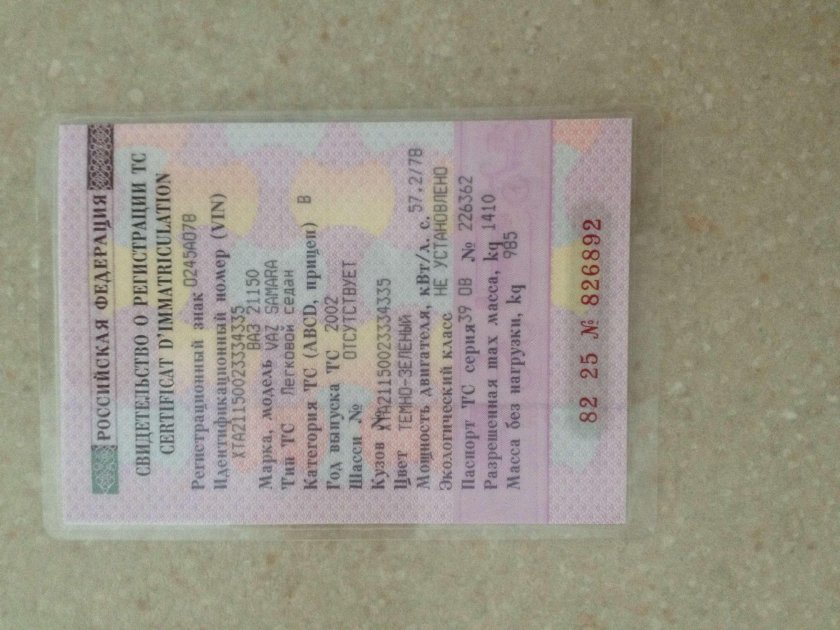 РОССИЙСКАЯ ФЕДЕРАЦИЯ
СВИДЕТЕЛЬСТВО О РЕГИСТРАЦИИ ТС
CERTIFICAT D'IMMATRICULATION
Регистрационный знак О245АО78
Идентификационный номер (VIN)
XTA21150023334335
ВАЗ 21150
Марка, модель VAZ SAMARA
Тип ТС Легковой седан
Категория ТС (ABCD, прицеп) B
Год выпуска ТС 2002
Шасси № ОТСУТСТВУЕТ
Кузов № XTA21150023334335
Цвет ТЕМНО-ЗЕЛЕНЫЙ
Мощность двигателя, кВт/л. с. 57.2/78
Экологический класс НЕ УСТАНОВЛЕНО
Паспорт ТС серия 39 ОВ № 226362
Разрешенная max масса, kg 1410
Масса без нагрузки, kg 985
82 25 № 826892